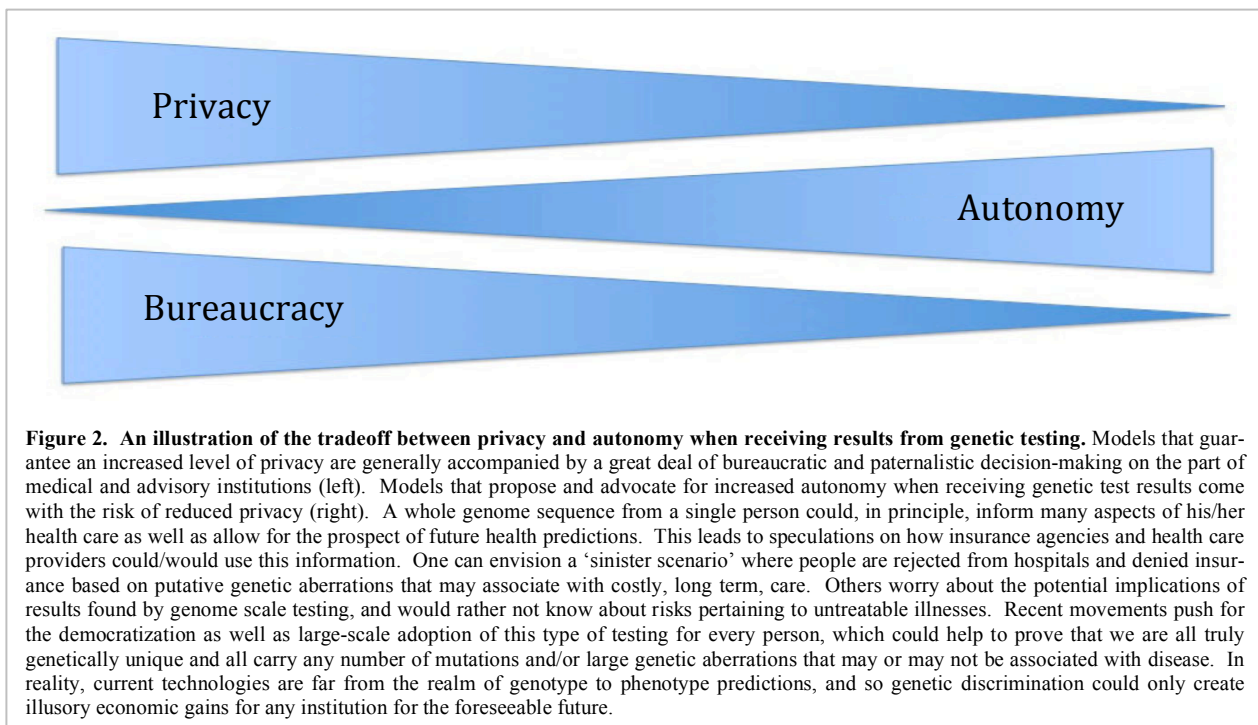 Privacy
Autonomy
Bureaucracy
Figure 2. An illustration of the tradeoff between privacy and autonomy when receiving results from genetic testing. Models that guar-
antee an increased level of privacy are generally accompanied by a great deal of bureaucratic and paternalistic decision-making on the part of
medical and advisory institutions (left). Models that propose and advocate for increased autonomy when receiving genetic test results come
with the risk of reduced privacy (right). A whole genome sequence from a single person could, in principle, inform many aspects of his/her
health care as well as allow for the prospect of future health predictions. This leads to speculations on how insurance agencies and health care
providers could/would use this information. One can envision a ‘sinister scenario’ where people are rejected from hospitals and denied insur-
ance based on putative genetic aberrations that may associate with costly, long term, care. Others worry about the potential implications of
results found by genome scale testing, and would rather not know about risks pertaining to untreatable illnesses. Recent movements push for
the democratization as well as large-scale adoption of this type of testing for every person, which could help to prove that we are all truly
genetically unique and all carry any number of mutations and/or large genetic aberrations that may or may not be associated with disease. In
reality, current technologies are far from the realm of genotype to phenotype predictions, and so genetic discrimination could only create
illusory economic gains for any institution for the foreseeable future.